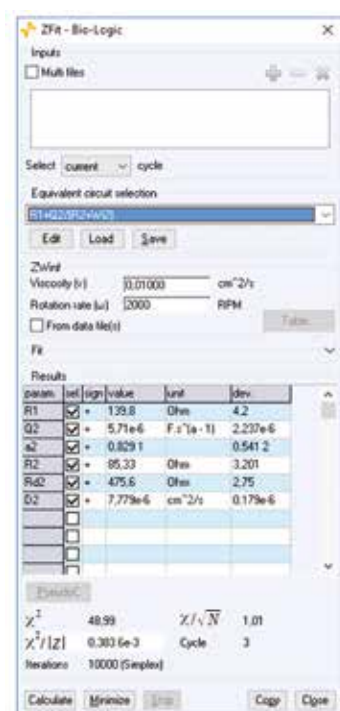 ZFit - Bio-Logic
Inputs
Multi files
Select current cycle
Equivalent circuit selection
R1+Q2/(R2+W2)
Edit Load Save
ZWinf
Viscosity (v) 0,01000 cm^2/s
Rotation rate (ω) 2000 RPM
From data file(s)
Table...
Fit
Results
param. sel. sign value unit dev.
R1 + 139,8 Ohm 4.2
Q2 + 5,71e-6 F.s^(a - 1) 2,237e-6
a2 0.829 1 0.541 2
R2 + 85,33 Ohm 3.201
Rd2 + 475.6 Ohm 2.75
D2 + 7,779e-6 cm^2/s 0.179e-6
PseudoC
χ² 48,99 χ/√N 1,01
χ²/|Z| 0,383 6e-3 Cycle 3
Iterations 10000 (Simplex)
Calculate Minimize Stop Copy Close